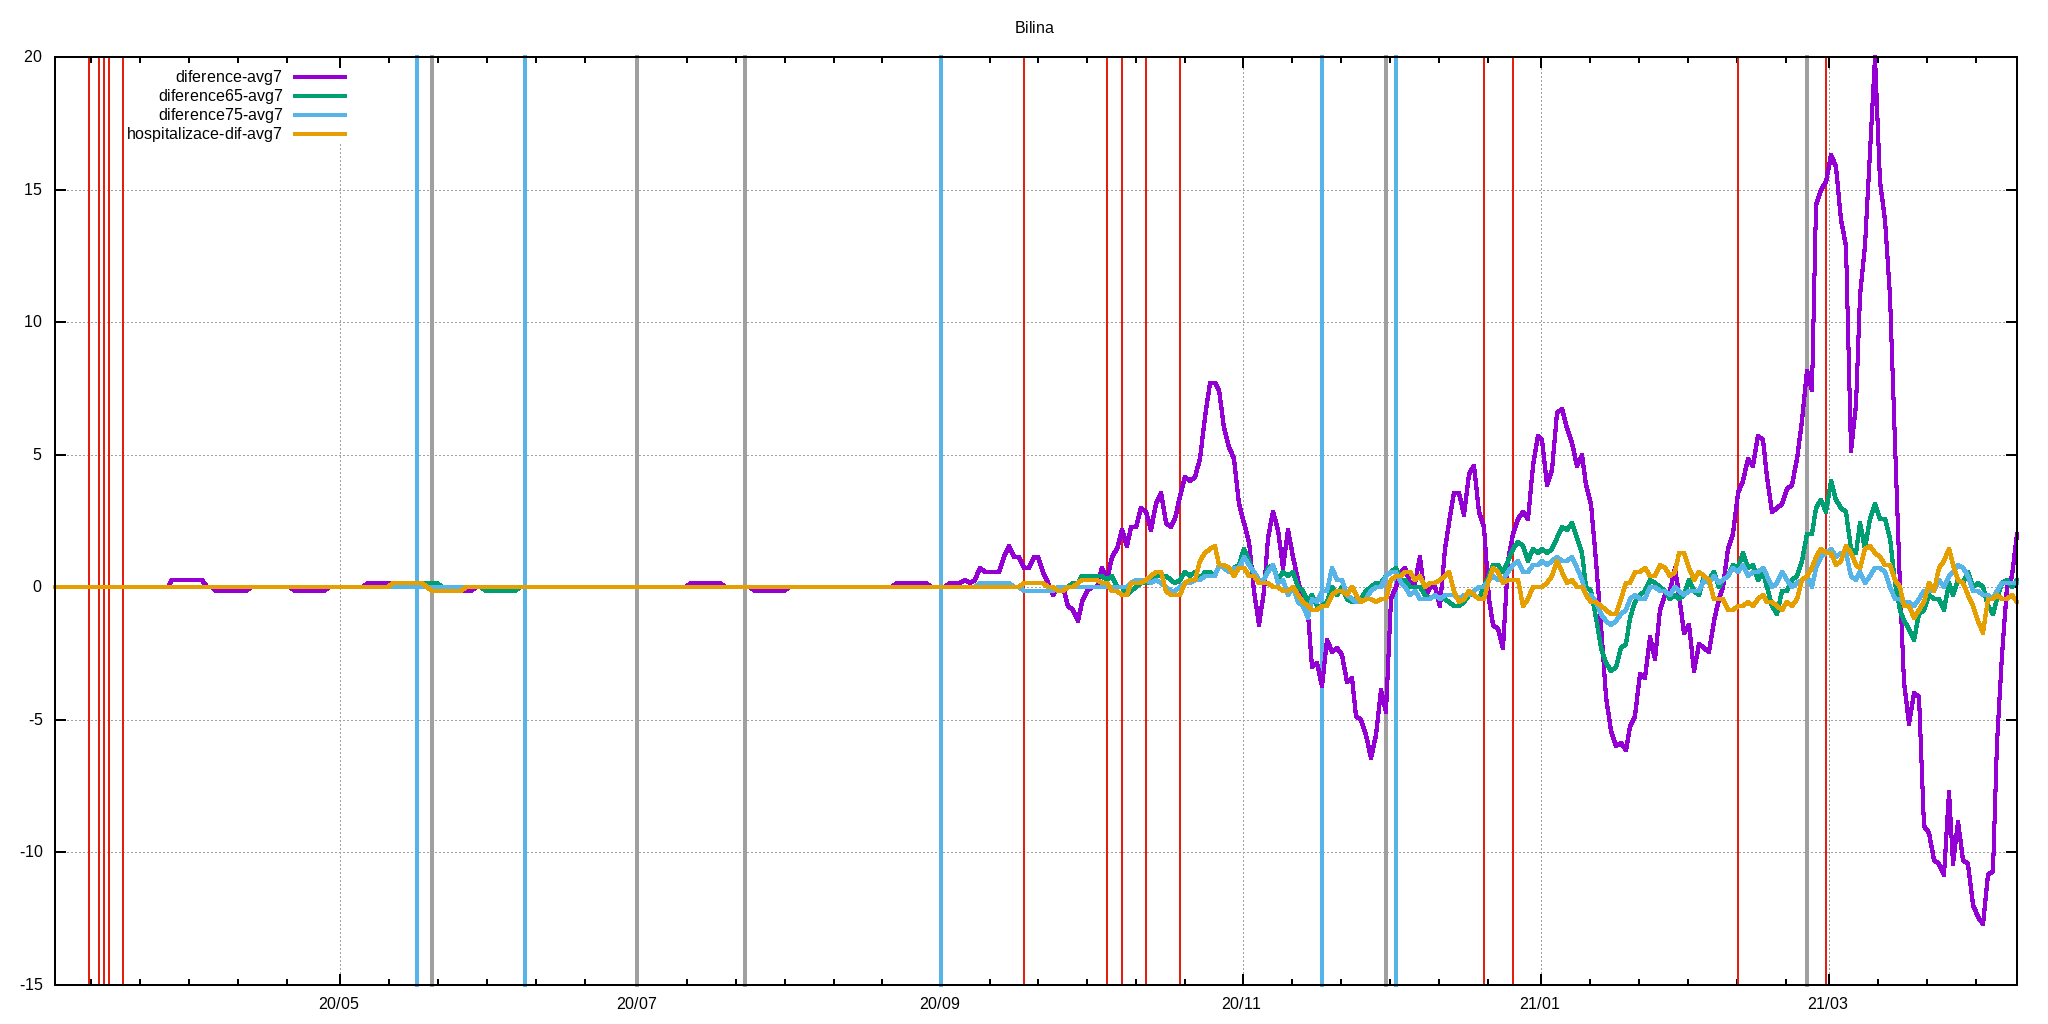 Bilina
diference-avg7
diference65-avg7
diference75-avg7
hospitalizace-dif-avg7
20
15
10
5
0
-5
-10
-15
20/05 20/07 20/09 20/11 21/01 21/03